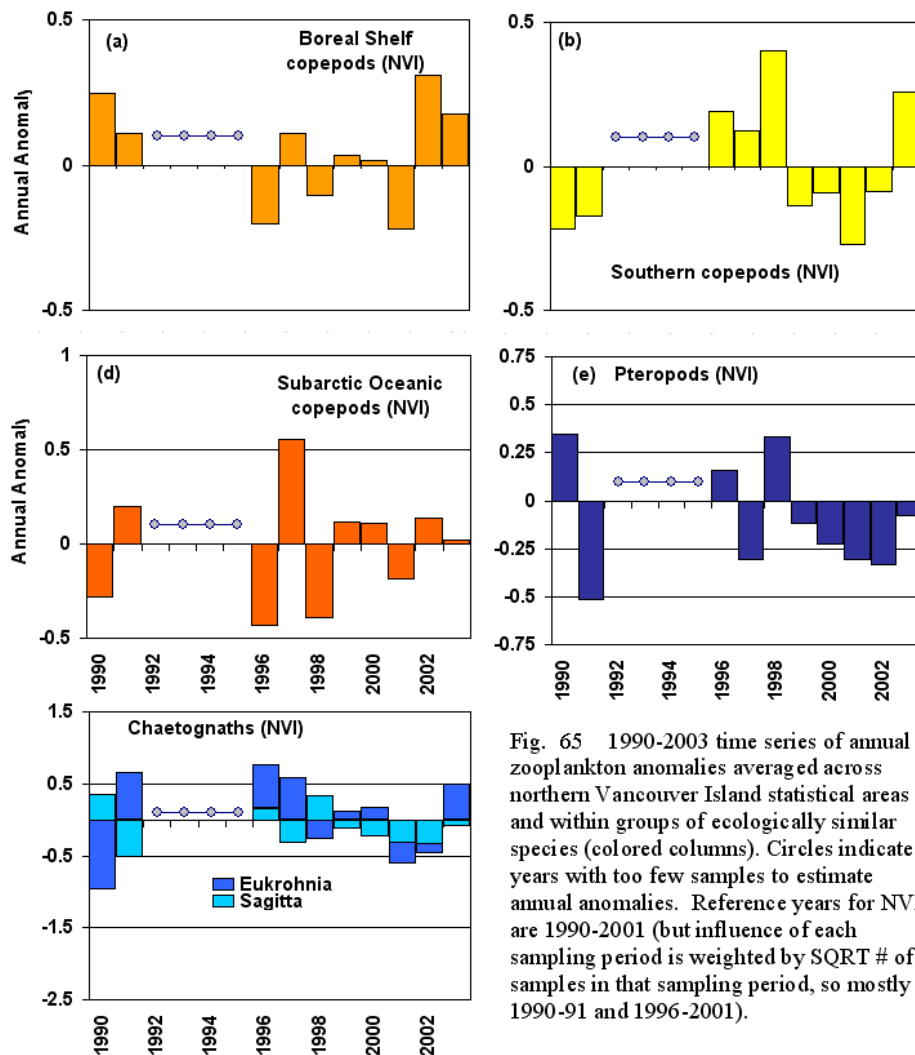 (a)
Boreal Shelf
copepods (NVI)
Annual Anomaly
0.5
0
-0.5
(b)
Southern copepods (NVI)
0.5
0
-0.5
(d)
Subarctic Oceanic
copepods (NVI)
Annual Anomaly
1
0.5
0
-0.5
1990
1992
1994
1996
1998
2000
2002
(e) Pteropods (NVI)
0.75
0.5
0.25
0
-0.25
-0.5
-0.75
1990
1992
1994
1996
1998
2000
2002
Chaetognaths (NVI)
1.5
0.5
-0.5
-1.5
-2.5
Eukrohnia
Sagitta
1990
1992
1994
1996
1998
2000
2002
Fig. 65 1990-2003 time series of annual
zooplankton anomalies averaged across
northern Vancouver Island statistical areas
and within groups of ecologically similar
species (colored columns). Circles indicate
years with too few samples to estimate
annual anomalies. Reference years for NVI
are 1990-2001 (but influence of each
sampling period is weighted by SQRT # of
samples in that sampling period, so mostly
1990-91 and 1996-2001).